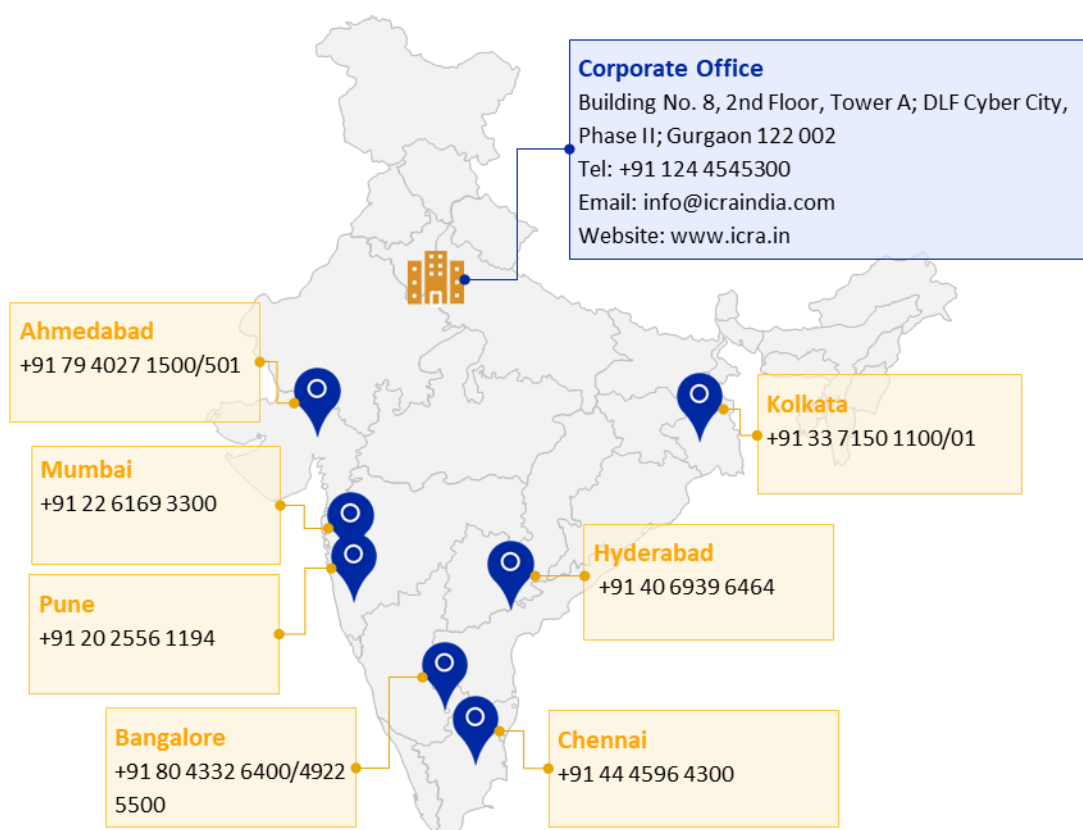 Corporate Office
Building No. 8, 2nd Floor, Tower A; DLF Cyber City,
Phase II; Gurgaon 122 002
Tel: +91 124 4545300
Email: info@icraindia.com
Website: www.icra.in
Ahmedabad
+91 79 4027 1500/501
Kolkata
+91 33 7150 1100/01
Mumbai
+91 22 6169 3300
Hyderabad
+91 40 6939 6464
Pune
+91 20 2556 1194
Bangalore
+91 80 4332 6400/4922
5500
Chennai
+91 44 4596 4300